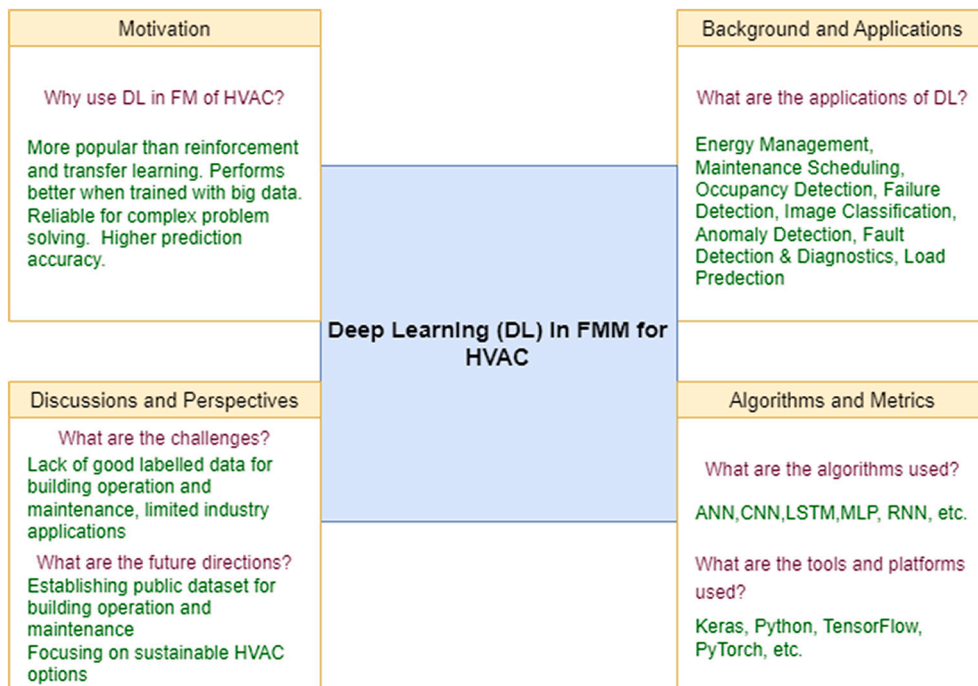 Motivation
Why use DL in FM of HVAC?
More popular than reinforcement
and transfer learning. Performs
better when trained with big data.
Reliable for complex problem
solving. Higher prediction
accuracy.
Background and Applications
What are the applications of DL?
Energy Management,
Maintenance Scheduling,
Occupancy Detection, Failure
Detection, Image Classification,
Anomaly Detection, Fault
Detection & Diagnostics, Load
Predection
Deep Learning (DL) in FMM for
HVAC
Discussions and Perspectives
What are the challenges?
Lack of good labelled data for
building operation and
maintenance, limited industry
applications
What are the future directions?
Establishing public dataset for
building operation and
maintenance
Focusing on sustainable HVAC
options
Algorithms and Metrics
What are the algorithms used?
ANN,CNN,LSTM,MLP, RNN, etc.
What are the tools and platforms
used?
Keras, Python, TensorFlow,
PyTorch, etc.